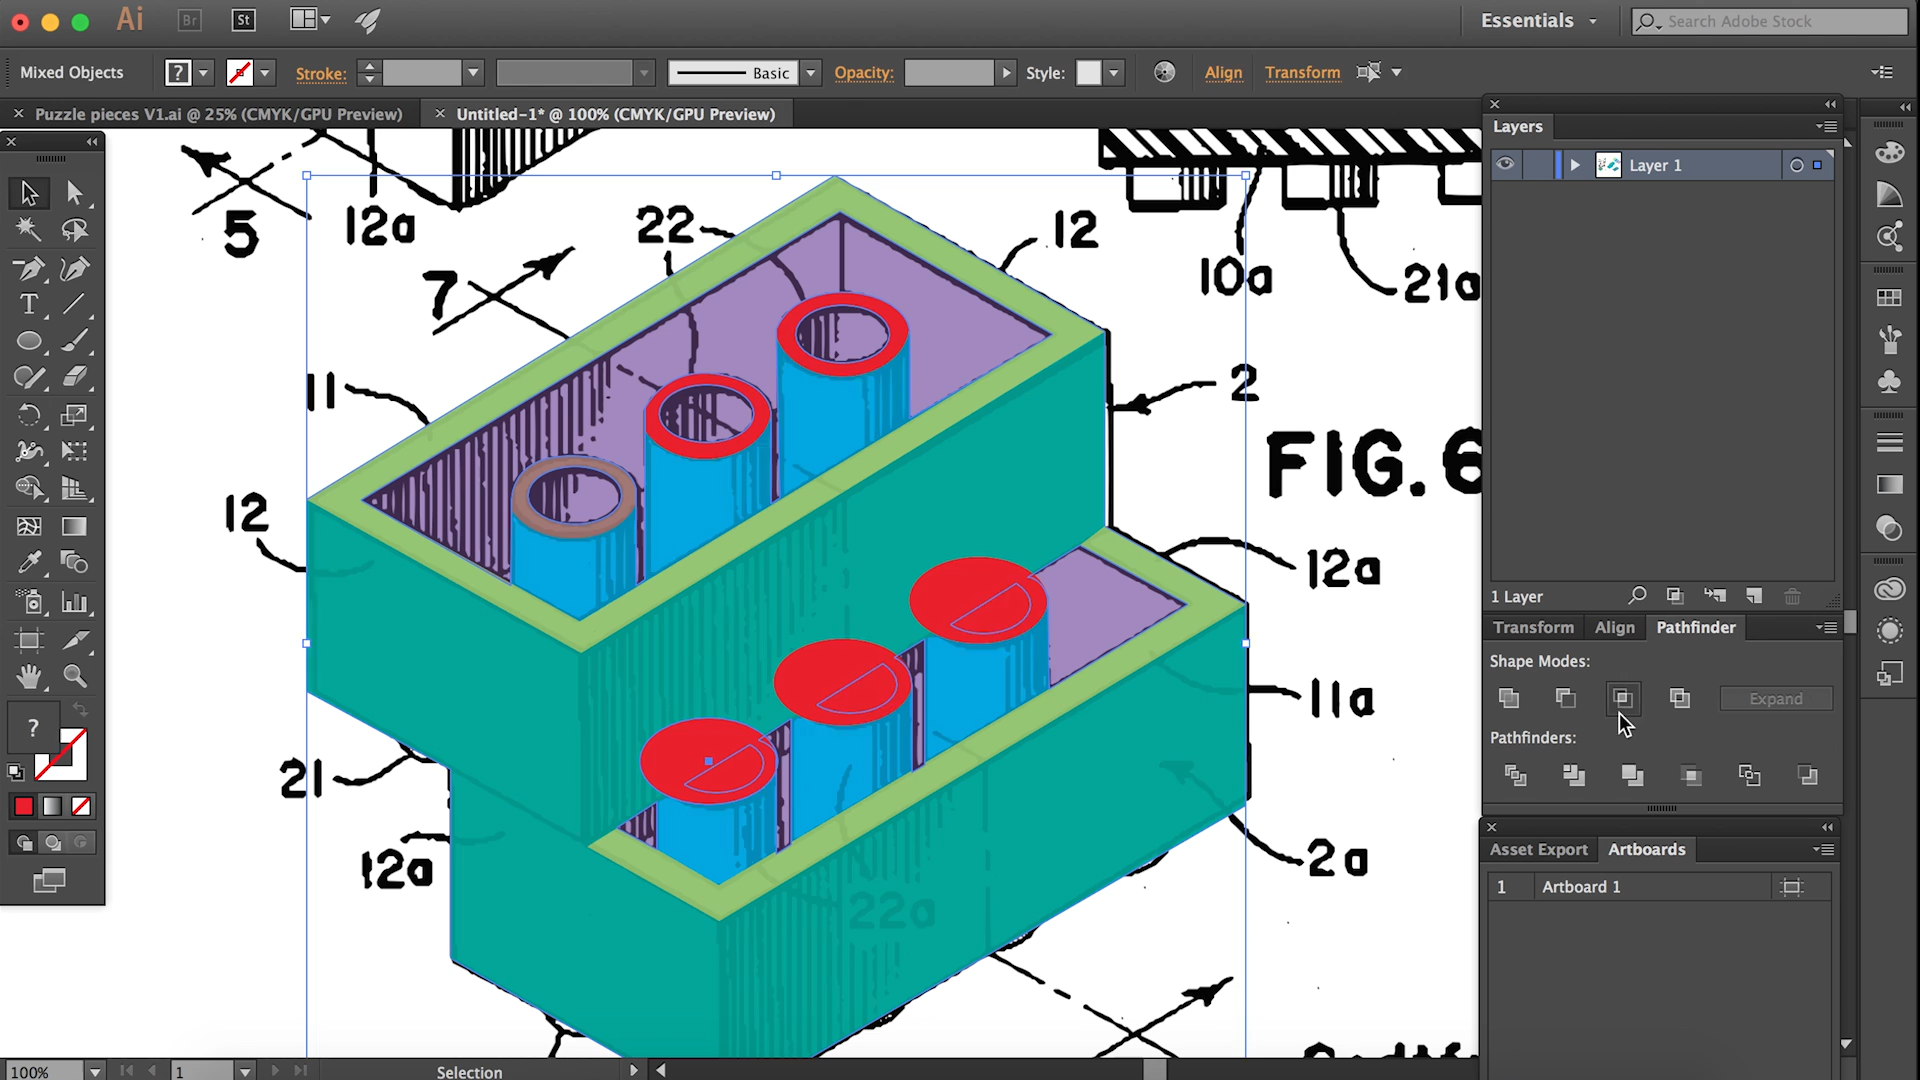 Ai
Br
St
Essentials
Search Adobe Stock
Mixed Objects
?
Stroke:
Basic
Opacity:
Style:
Align
Transform
Puzzle pieces V1.ai @ 25% (CMYK/GPU Preview)
Untitled-1* @ 100% (CMYK/GPU Preview)
Layers
Layer 1
5
12a
22
12
7
10a
21a
11
2
FIG. 6
12
12a
11a
21
12a
2a
22a
T
?
1 Layer
Transform
Align
Pathfinder
Shape Modes:
Expand
Pathfinders:
Asset Export
Artboards
1
Artboard 1
100%
1
Selection